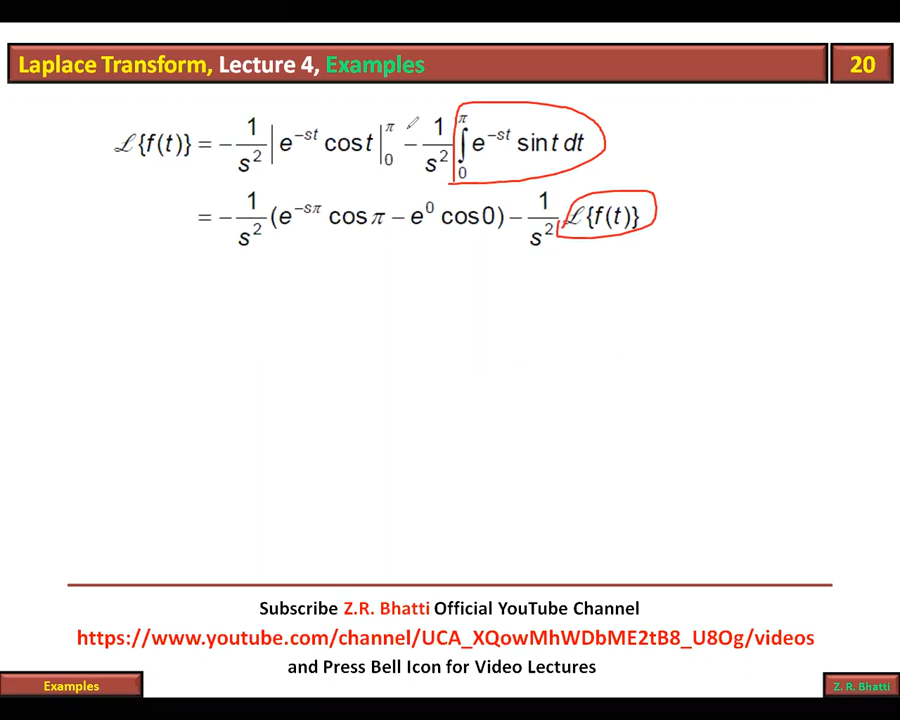 Laplace Transform, Lecture 4, Examples 20
ℒ{f(t)} = −1/s² |e^(−st) cos t|₀^π − 1/s² ∫₀^π e^(−st) sin t dt
= −1/s² (e^(−sπ) cos π − e⁰ cos 0) − 1/s² ℒ{f(t)}
Subscribe Z.R. Bhatti Official YouTube Channel
https://www.youtube.com/channel/UCA_XQowMhWDbME2tB8_U8Og/videos
and Press Bell Icon for Video Lectures
Examples Z. R. Bhatti